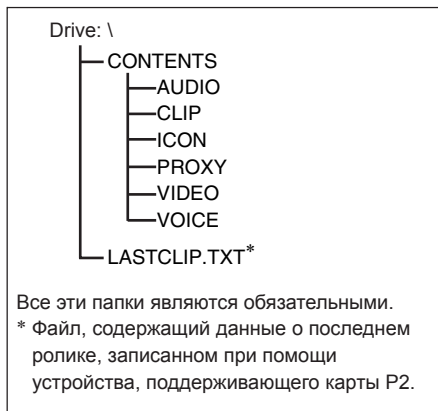 Drive: \
CONTENTS
AUDIO
CLIP
ICON
PROXY
VIDEO
VOICE
LASTCLIP.TXT*
Все эти папки являются обязательными.
* Файл, содержащий данные о последнем
ролике, записанном при помощи
устройства, поддерживающего карты P2.